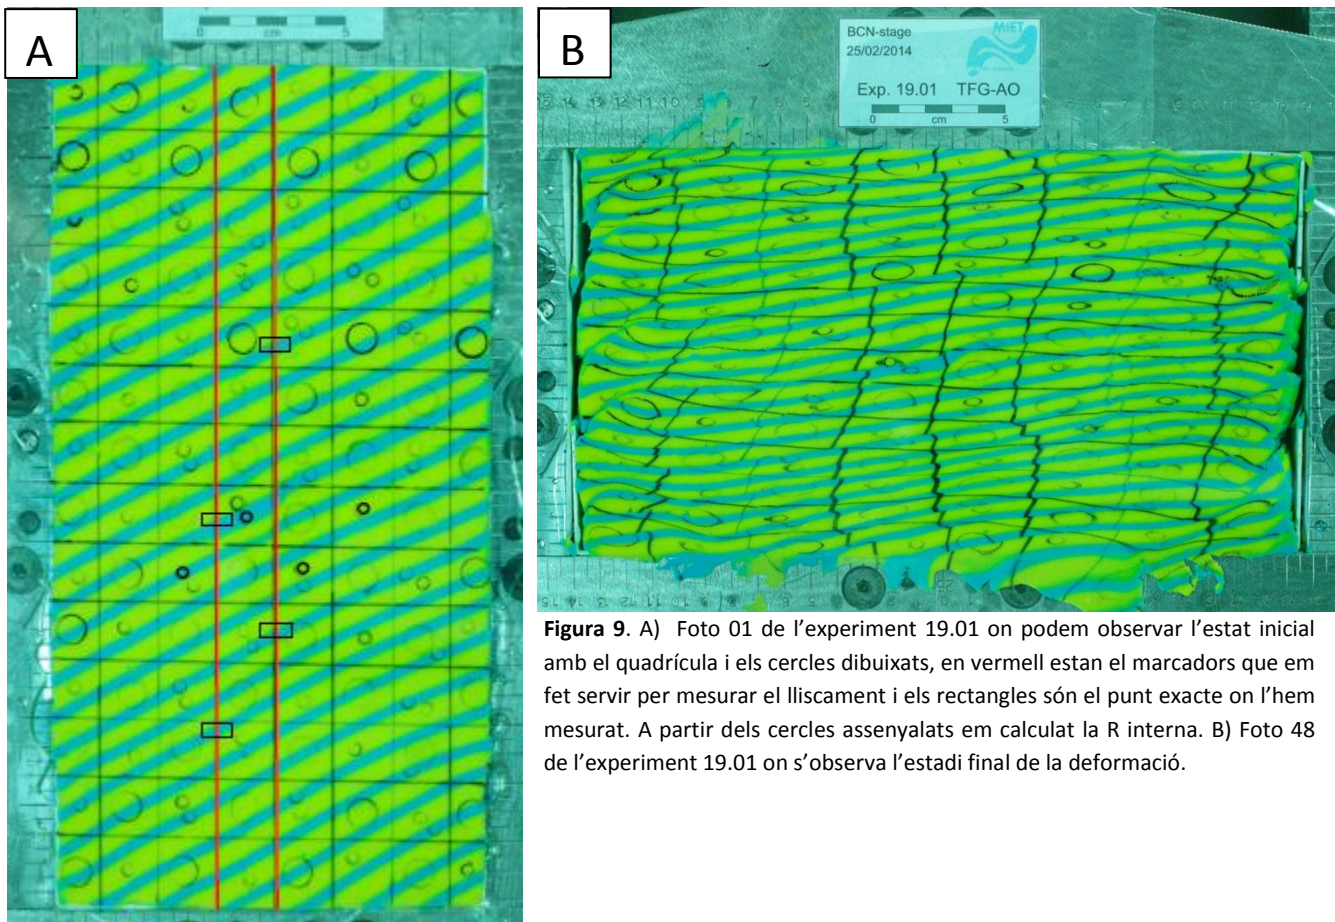 A
0
cm
5
B
BCN-stage
25/02/2014
MIET
Exp. 19.01 TFG-AO
0
cm
5
Figura 9. A) Foto 01 de l'experiment 19.01 on podem observar l'estat inicial
amb el quadrícula i els cercles dibuixats, en vermell estan el marcadors que em
fet servir per mesurar el lliscament i els rectangles són el punt exacte on l'hem
mesurat. A partir dels cercles assenyalats em calculat la R interna. B) Foto 48
de l'experiment 19.01 on s'observa l'estadi final de la deformació.